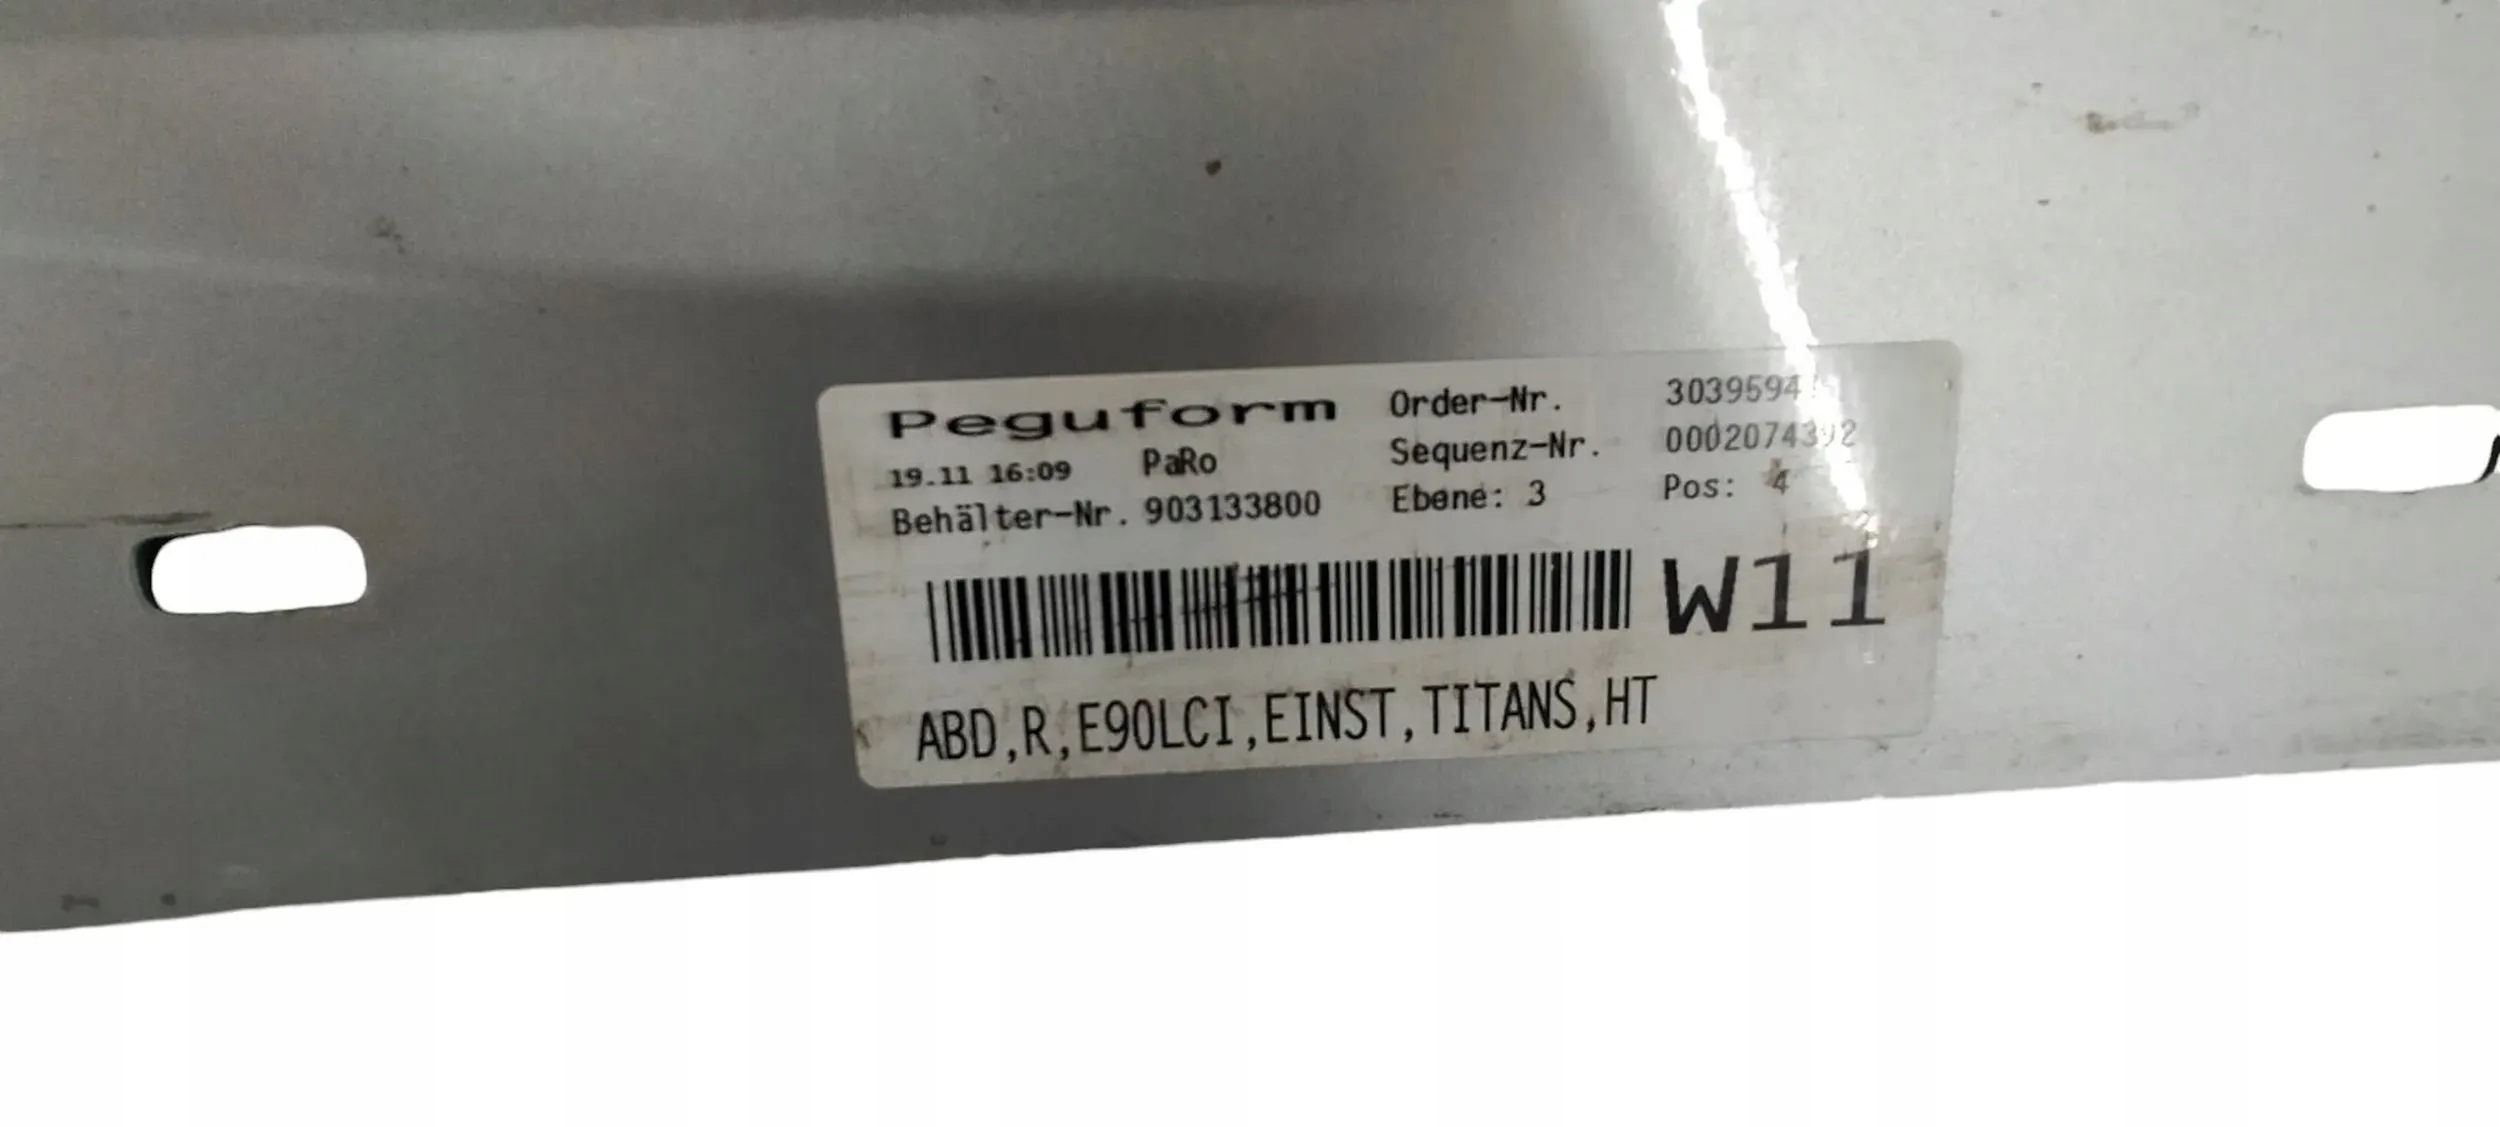 Peguform
19.11 16:09 PaRo
Behälter-Nr. 903133800
Order-Nr.
Sequenz-Nr.
Ebene: 3 Pos: 4
W11
ABD,R,E90LCI,EINST,TITANS,HT